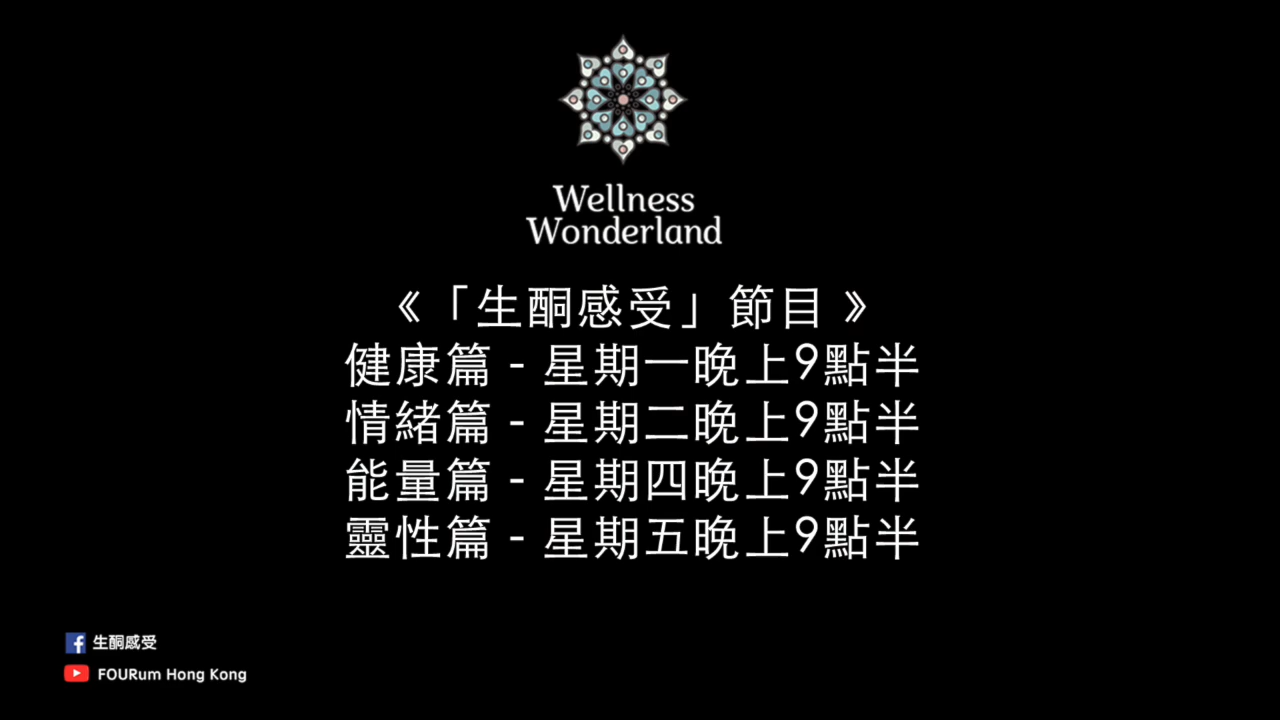 Wellness
Wonderland
《「生酮感受」節目 》
健康篇 - 星期一晚上9點半
情緒篇 - 星期二晚上9點半
能量篇 - 星期四晚上9點半
靈性篇 - 星期五晚上9點半
生酮感受
FOURum Hong Kong